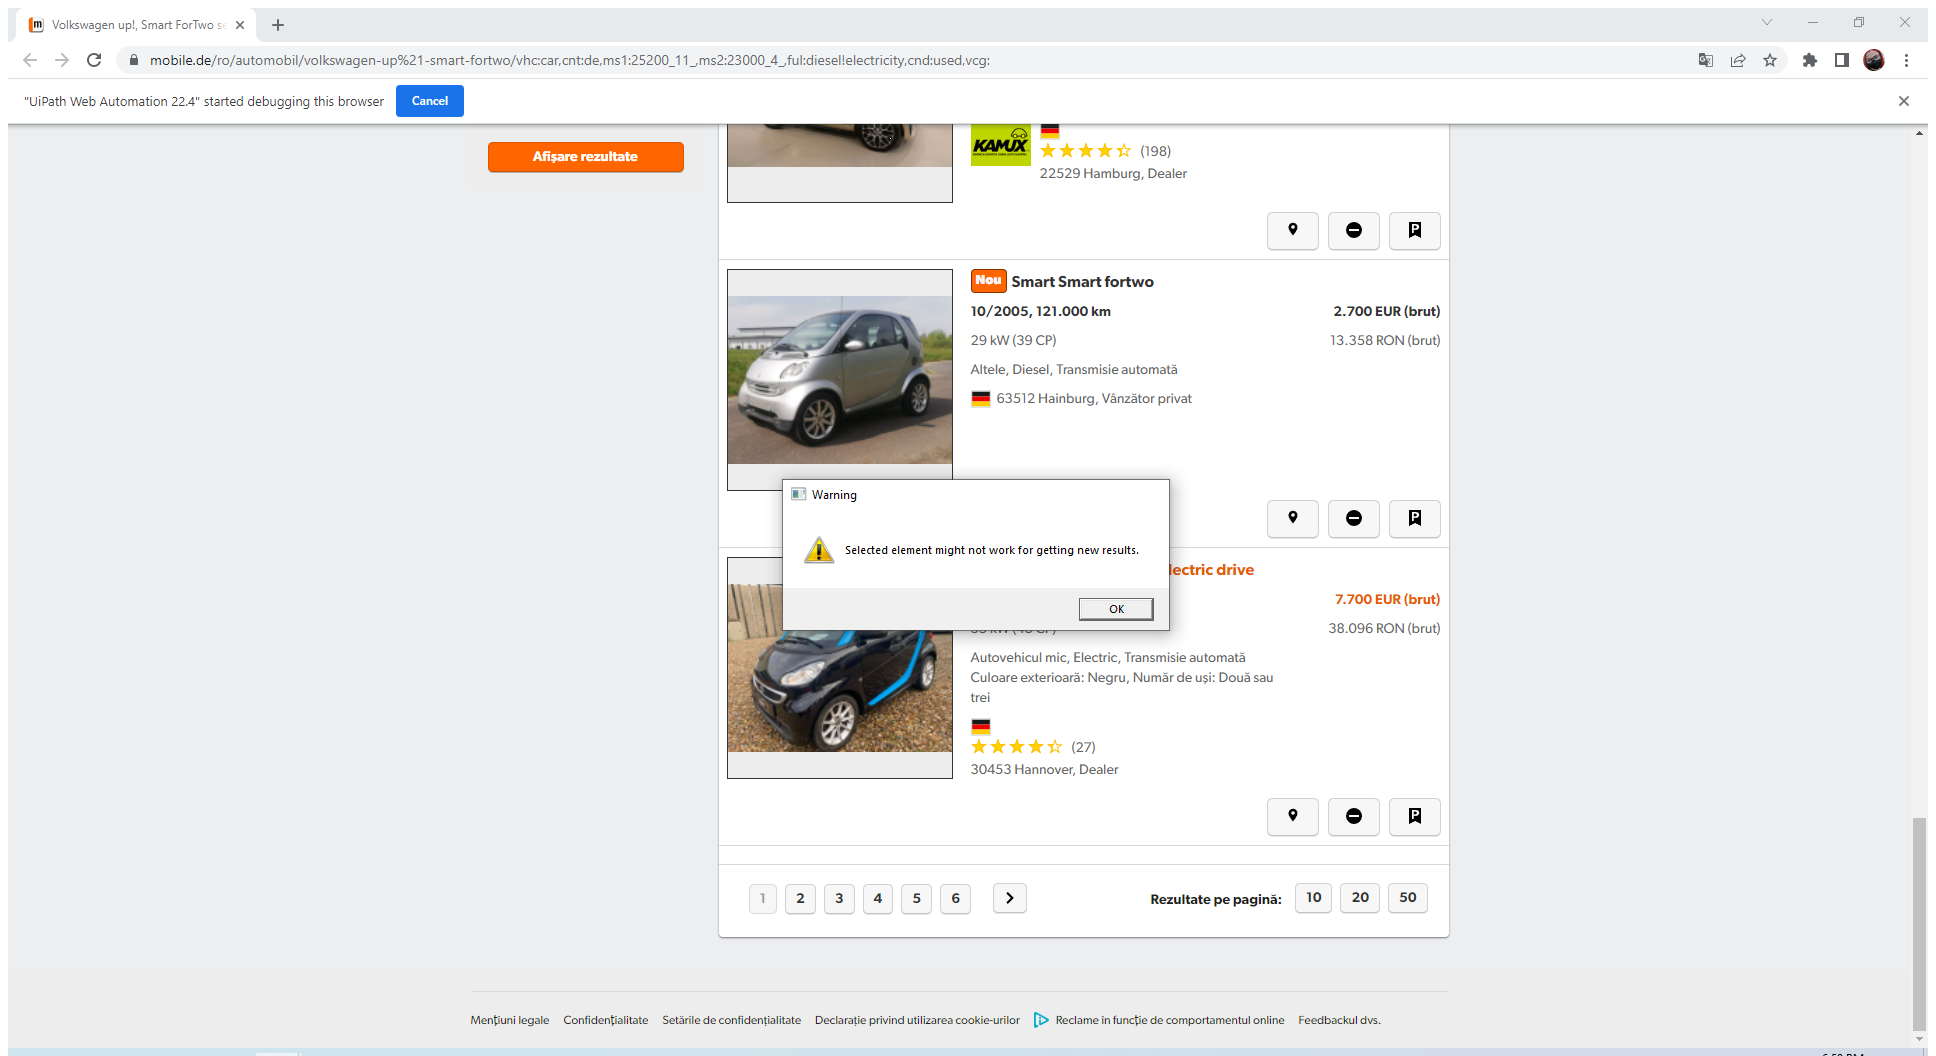 Volkswagen up!, Smart ForTwo se
mobile.de/ro/automobil/volkswagen-up%21-smart-fortwo/vhc:car,cnt:de,ms1:25200_11_,ms2:23000_4_,ful:diesel!electricity,cnd:used,vcg:
"UiPath Web Automation 22.4" started debugging this browser
Cancel
Afișare rezultate
KAMUX
(198)
22529 Hamburg, Dealer
Nou Smart Smart fortwo
10/2005, 121.000 km
2.700 EUR (brut)
29 kW (39 CP)
13.358 RON (brut)
Altele, Diesel, Transmisie automată
63512 Hainburg, Vânzător privat
Warning
Selected element might not work for getting new results.
OK
lectric drive
7.700 EUR (brut)
38.096 RON (brut)
Autovehicul mic, Electric, Transmisie automată
Culoare exterioară: Negru, Număr de uși: Două sau
trei
(27)
30453 Hannover, Dealer
1 2 3 4 5 6
Rezultate pe pagină: 10 20 50
Mențiuni legale Confidențialitate Setările de confidențialitate Declarație privind utilizarea cookie-urilor Reclame în funcție de comportamentul online Feedbackul dvs.